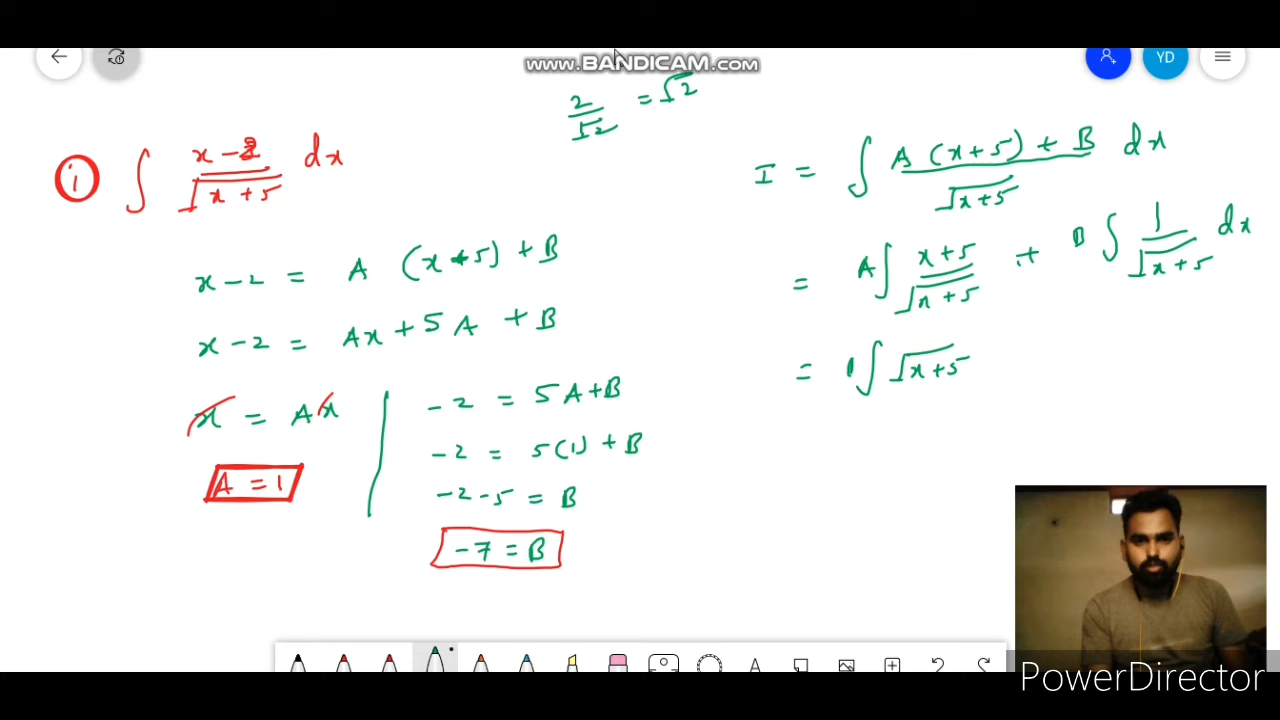 www.BANDICAM.com
YD
2/√2 = √2
i ∫ x-2/√x+5 dx
x-2 = A (x+5) + B
x-2 = Ax + 5A + B
x = Ax
A = 1
-2 = 5A+B
-2 = 5(1) + B
-2-5 = B
-7 = B
I = ∫ A (x+5) + B/√x+5 dx
= A∫ x+5/√x+5 + B ∫ 1/√x+5 dx
= 1∫ √x+5
PowerDirector